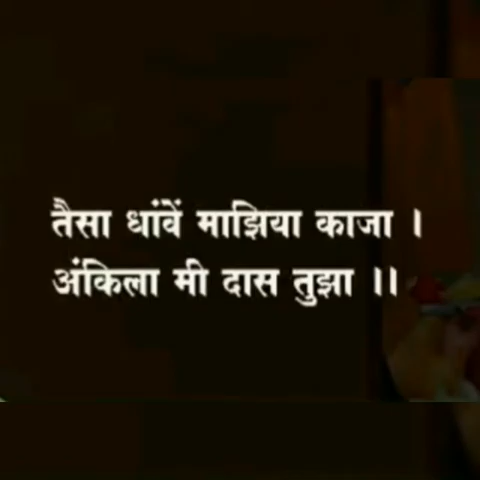 तैसा धांवें माझिया काजा ।
अंकिला मी दास तुझा ।।